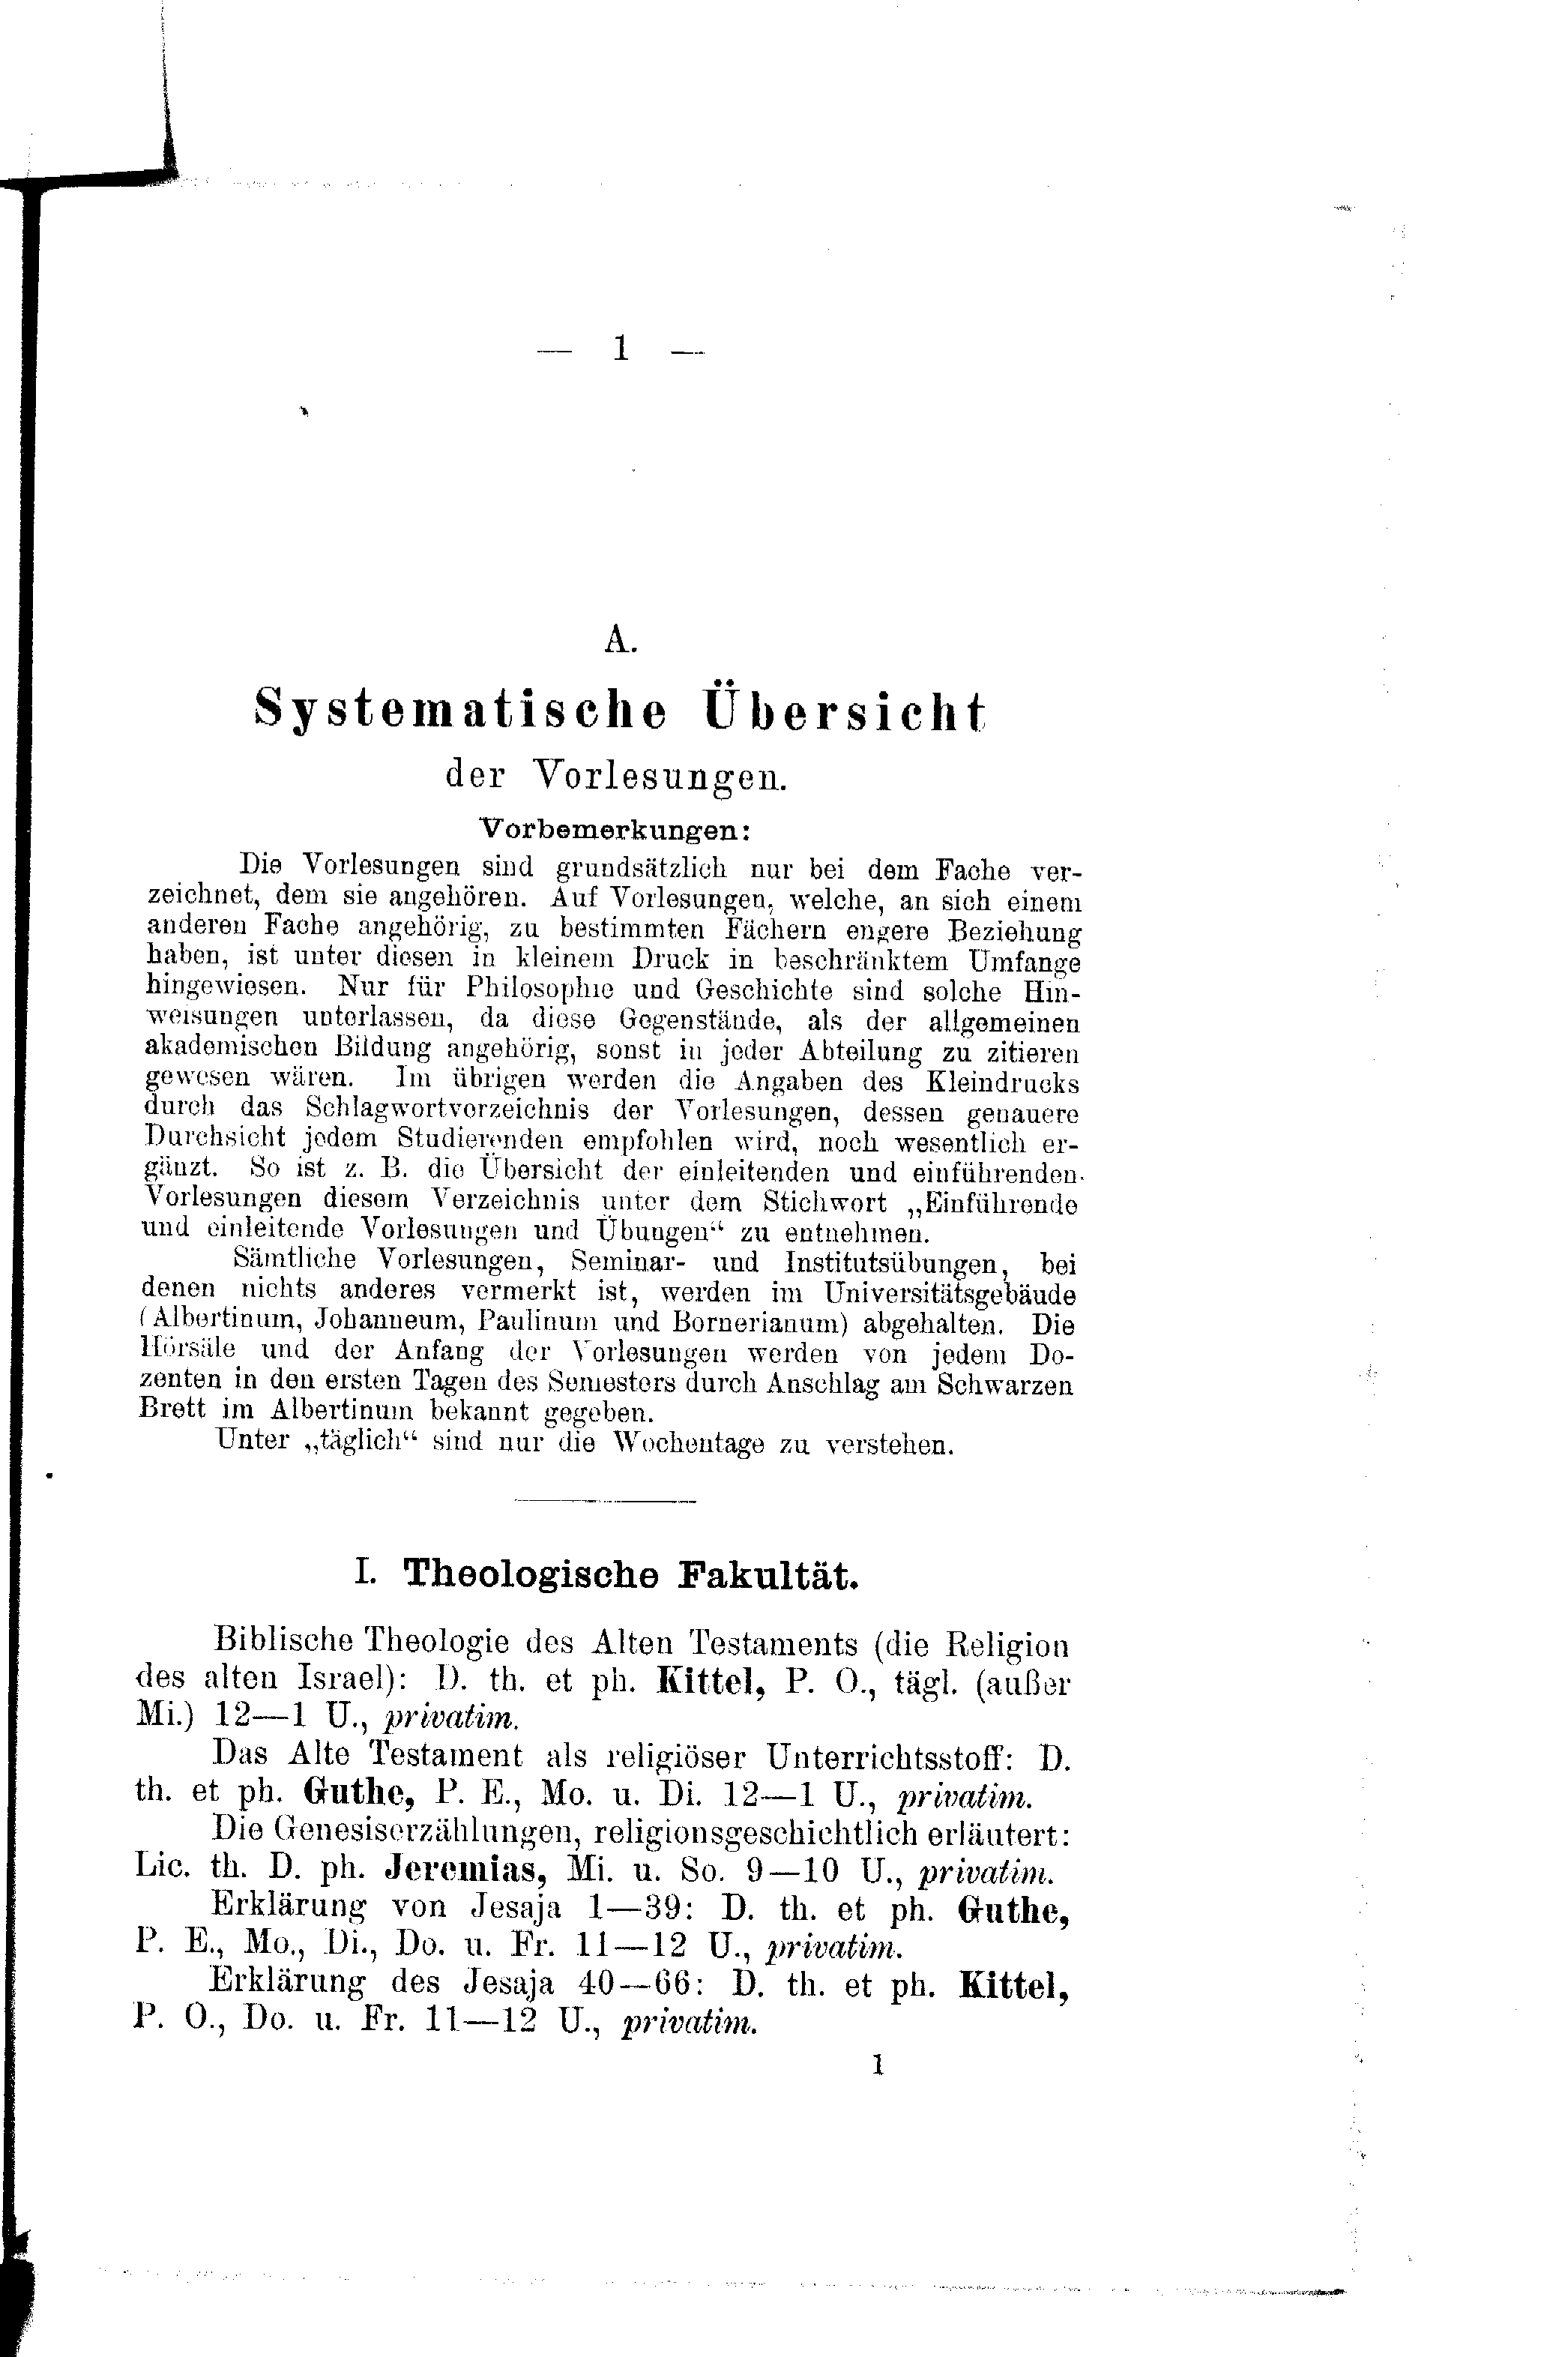 — 1 —
A.
Systematische Übersicht
der Vorlesungen.
Vorbemerkungen:
Die Vorlesungen sind grundsätzlich nur bei dem Fache ver-
zeichnet, dem sie angehören. Auf Vorlesungen, welche, an sich einem
anderen Fache angehörig, zu bestimmten Fächern engere Beziehung
haben, ist unter diesen in kleinem Druck in beschränktem Umfange
hingewiesen. Nur für Philosophie und Geschichte sind solche Hin-
weisungen unterlassen, da diese Gegenstände, als der allgemeinen
akademischen Bildung angehörig, sonst in jeder Abteilung zu zitieren
gewesen wären. Im übrigen werden die Angaben des Kleindrucks
durch das Schlagwortverzeichnis der Vorlesungen, dessen genauere
Durchsicht jedem Studierenden empfohlen wird, noch wesentlich er-
gänzt. So ist z. B. die Übersicht der einleitenden und einführenden
Vorlesungen diesem Verzeichnis unter dem Stichwort „Einführende
und einleitende Vorlesungen und Übungen“ zu entnehmen.
Sämtliche Vorlesungen, Seminar- und Institutsübungen, bei
denen nichts anderes vermerkt ist, werden im Universitätsgebäude
(Albertinum, Johanneum, Paulinum und Bornerianum) abgehalten. Die
Hörsäle und der Anfang der Vorlesungen werden von jedem Do-
zenten in den ersten Tagen des Semesters durch Anschlag am Schwarzen
Brett im Albertinum bekannt gegeben.
Unter „täglich“ sind nur die Wochentage zu verstehen.
I. Theologische Fakultät.
Biblische Theologie des Alten Testaments (die Religion
des alten Israel): D. th. et ph. Kittel, P. O., tägl. (außer
Mi.) 12—1 U., privatim.
Das Alte Testament als religiöser Unterrichtsstoff: D.
th. et ph. Guthe, P. E., Mo. u. Di. 12—1 U., privatim.
Die Genesiserzählungen, religionsgeschichtlich erläutert:
Lic. th. D. ph. Jeremias, Mi. u. So. 9—10 U., privatim.
Erklärung von Jesaja 1—39: D. th. et ph. Guthe,
P. E., Mo., Di., Do. u. Fr. 11—12 U., privatim.
Erklärung des Jesaja 40—66: D. th. et ph. Kittel,
P. O., Do. u. Fr. 11—12 U., privatim.
1